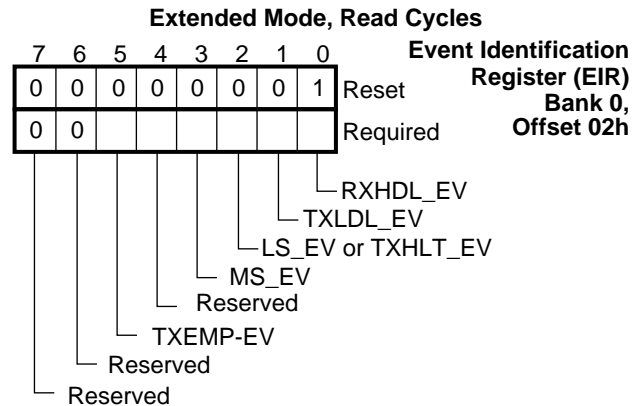 Extended Mode, Read Cycles
7 6 5 4 3 2 1 0
Event Identification
Register (EIR)
Bank 0,
Offset 02h
0 0 0 0 0 0 0 1 Reset
0 0 Required
RXHDL_EV
TXLDL_EV
LS_EV or TXHLT_EV
MS_EV
Reserved
TXEMP-EV
Reserved
Reserved